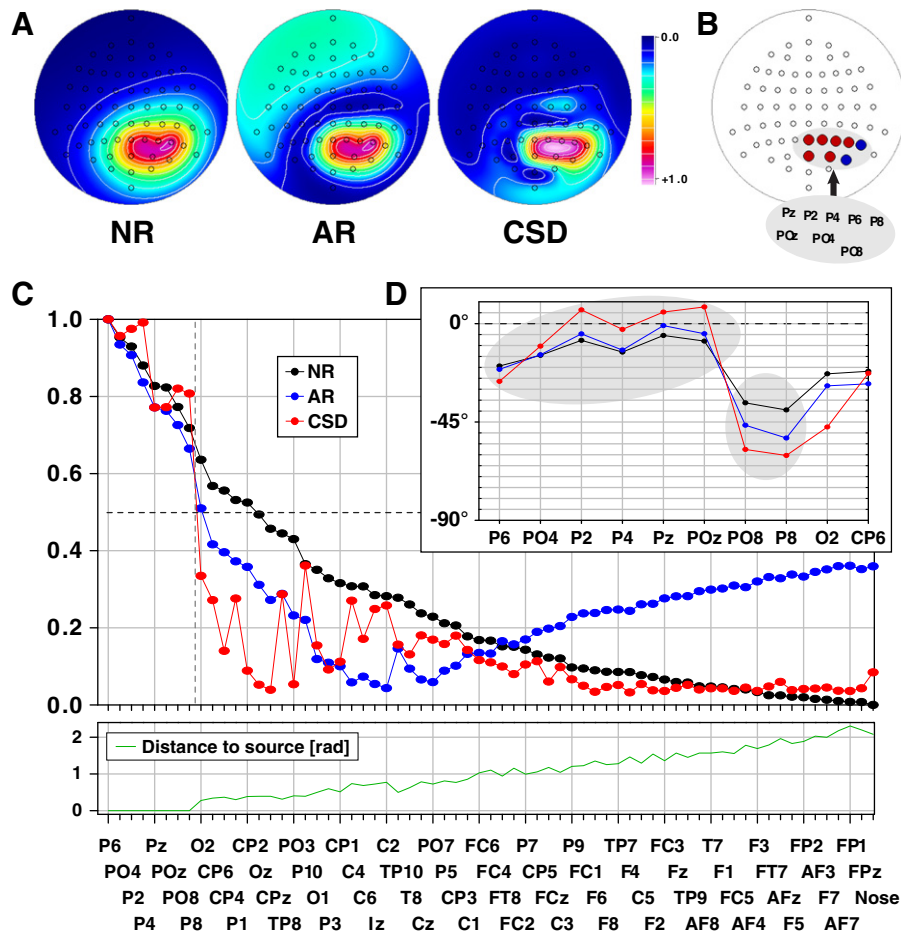 A
B
0.0
+1.0
NR AR CSD
Pz P2 P4 P6 P8
POz PO4
PO8
C
D
1.0
0.8
0.6
0.4
0.2
0.0
NR
AR
CSD
0°
-45°
-90°
P6 PO4 P2 P4 Pz POz PO8 P8 O2 CP6
2
1
0
Distance to source [rad]
P6 Pz O2 CP2 PO3 CP1 C2 PO7 FC6 P7 P9 TP7 FC3 T7 F3 FP2 FP1
PO4 POz CP6 Oz P10 C4 TP10 P5 FC4 CP5 FC1 F4 Fz F1 FT7 AF3 FPz
P2 PO8 CP4 CPz O1 C6 T8 CP3 FT8 FCz F6 C5 TP9 FC5 AFz F7 Nose
P4 P8 P1 TP8 P3 Iz Cz C1 FC2 C3 F8 F2 AF8 AF4 F5 AF7